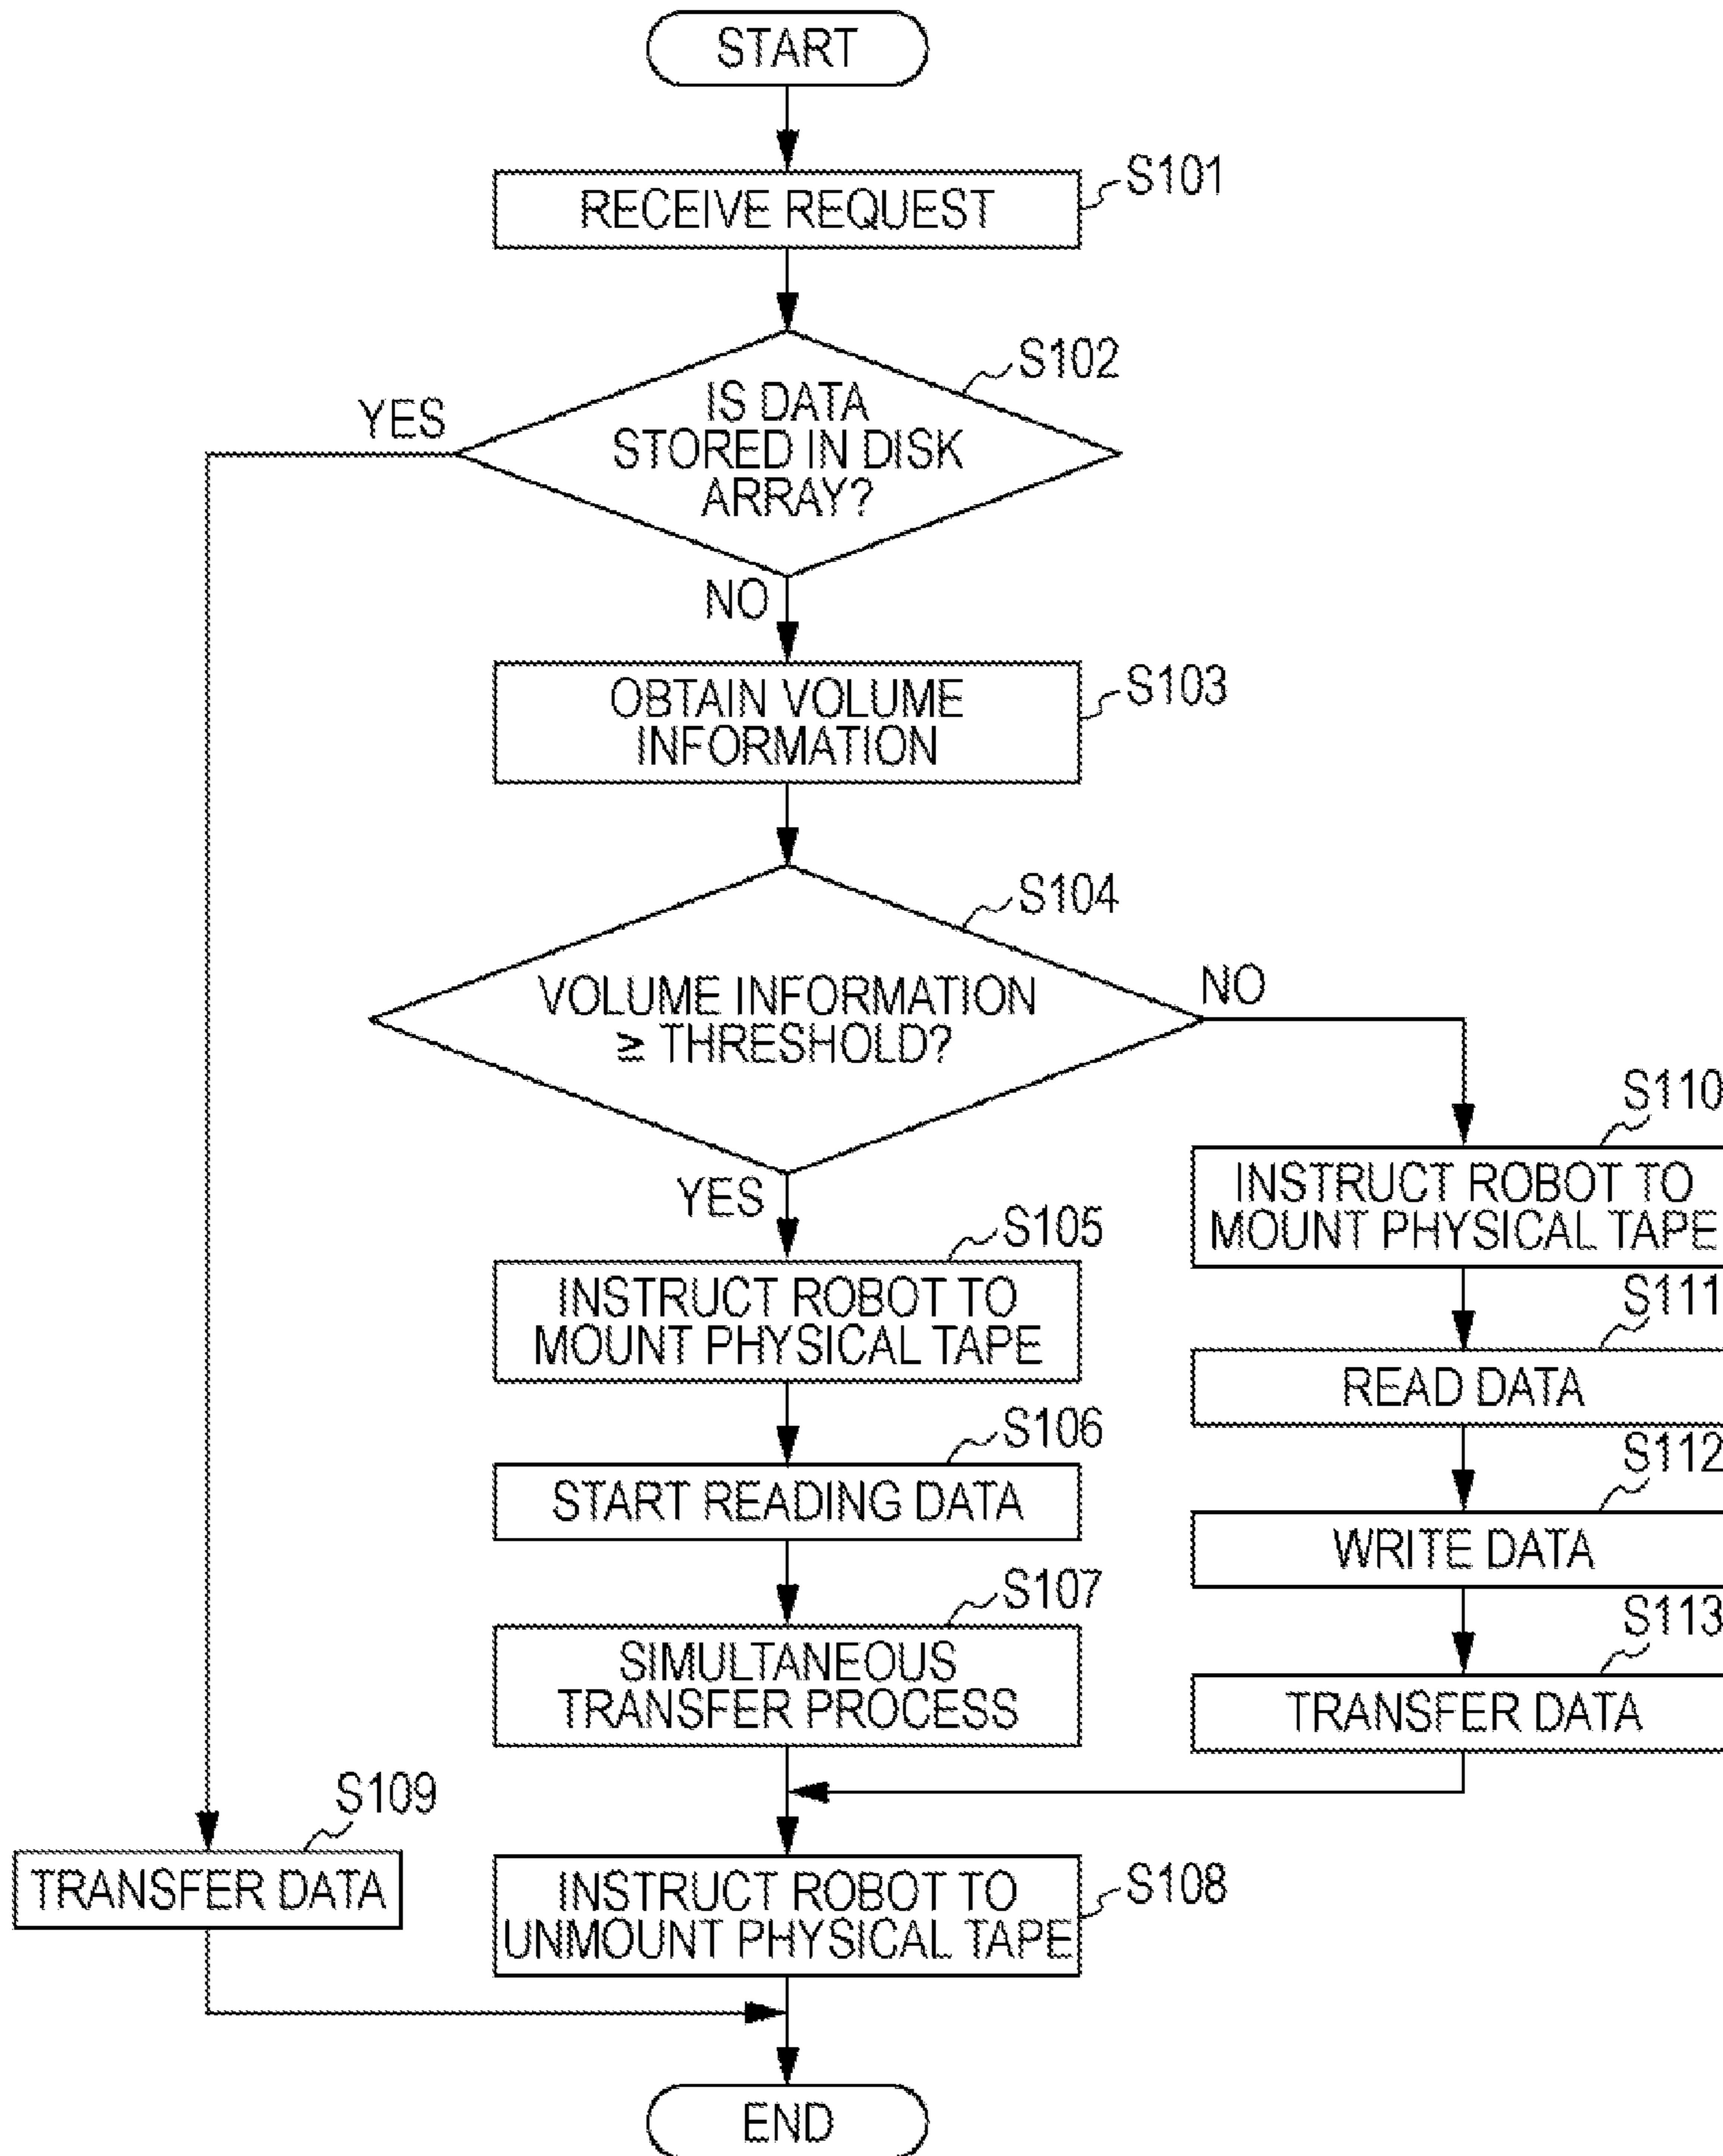 START
RECEIVE REQUEST
S101
IS DATA
STORED IN DISK
ARRAY?
S102
YES
NO
OBTAIN VOLUME
INFORMATION
S103
VOLUME INFORMATION
≥ THRESHOLD?
S104
NO
YES
INSTRUCT ROBOT TO
MOUNT PHYSICAL TAPE
S105
START READING DATA
S106
SIMULTANEOUS
TRANSFER PROCESS
S107
INSTRUCT ROBOT TO
MOUNT PHYSICAL TAPE
S110
READ DATA
S111
WRITE DATA
S112
TRANSFER DATA
S113
TRANSFER DATA
S109
INSTRUCT ROBOT TO
UNMOUNT PHYSICAL TAPE
S108
END